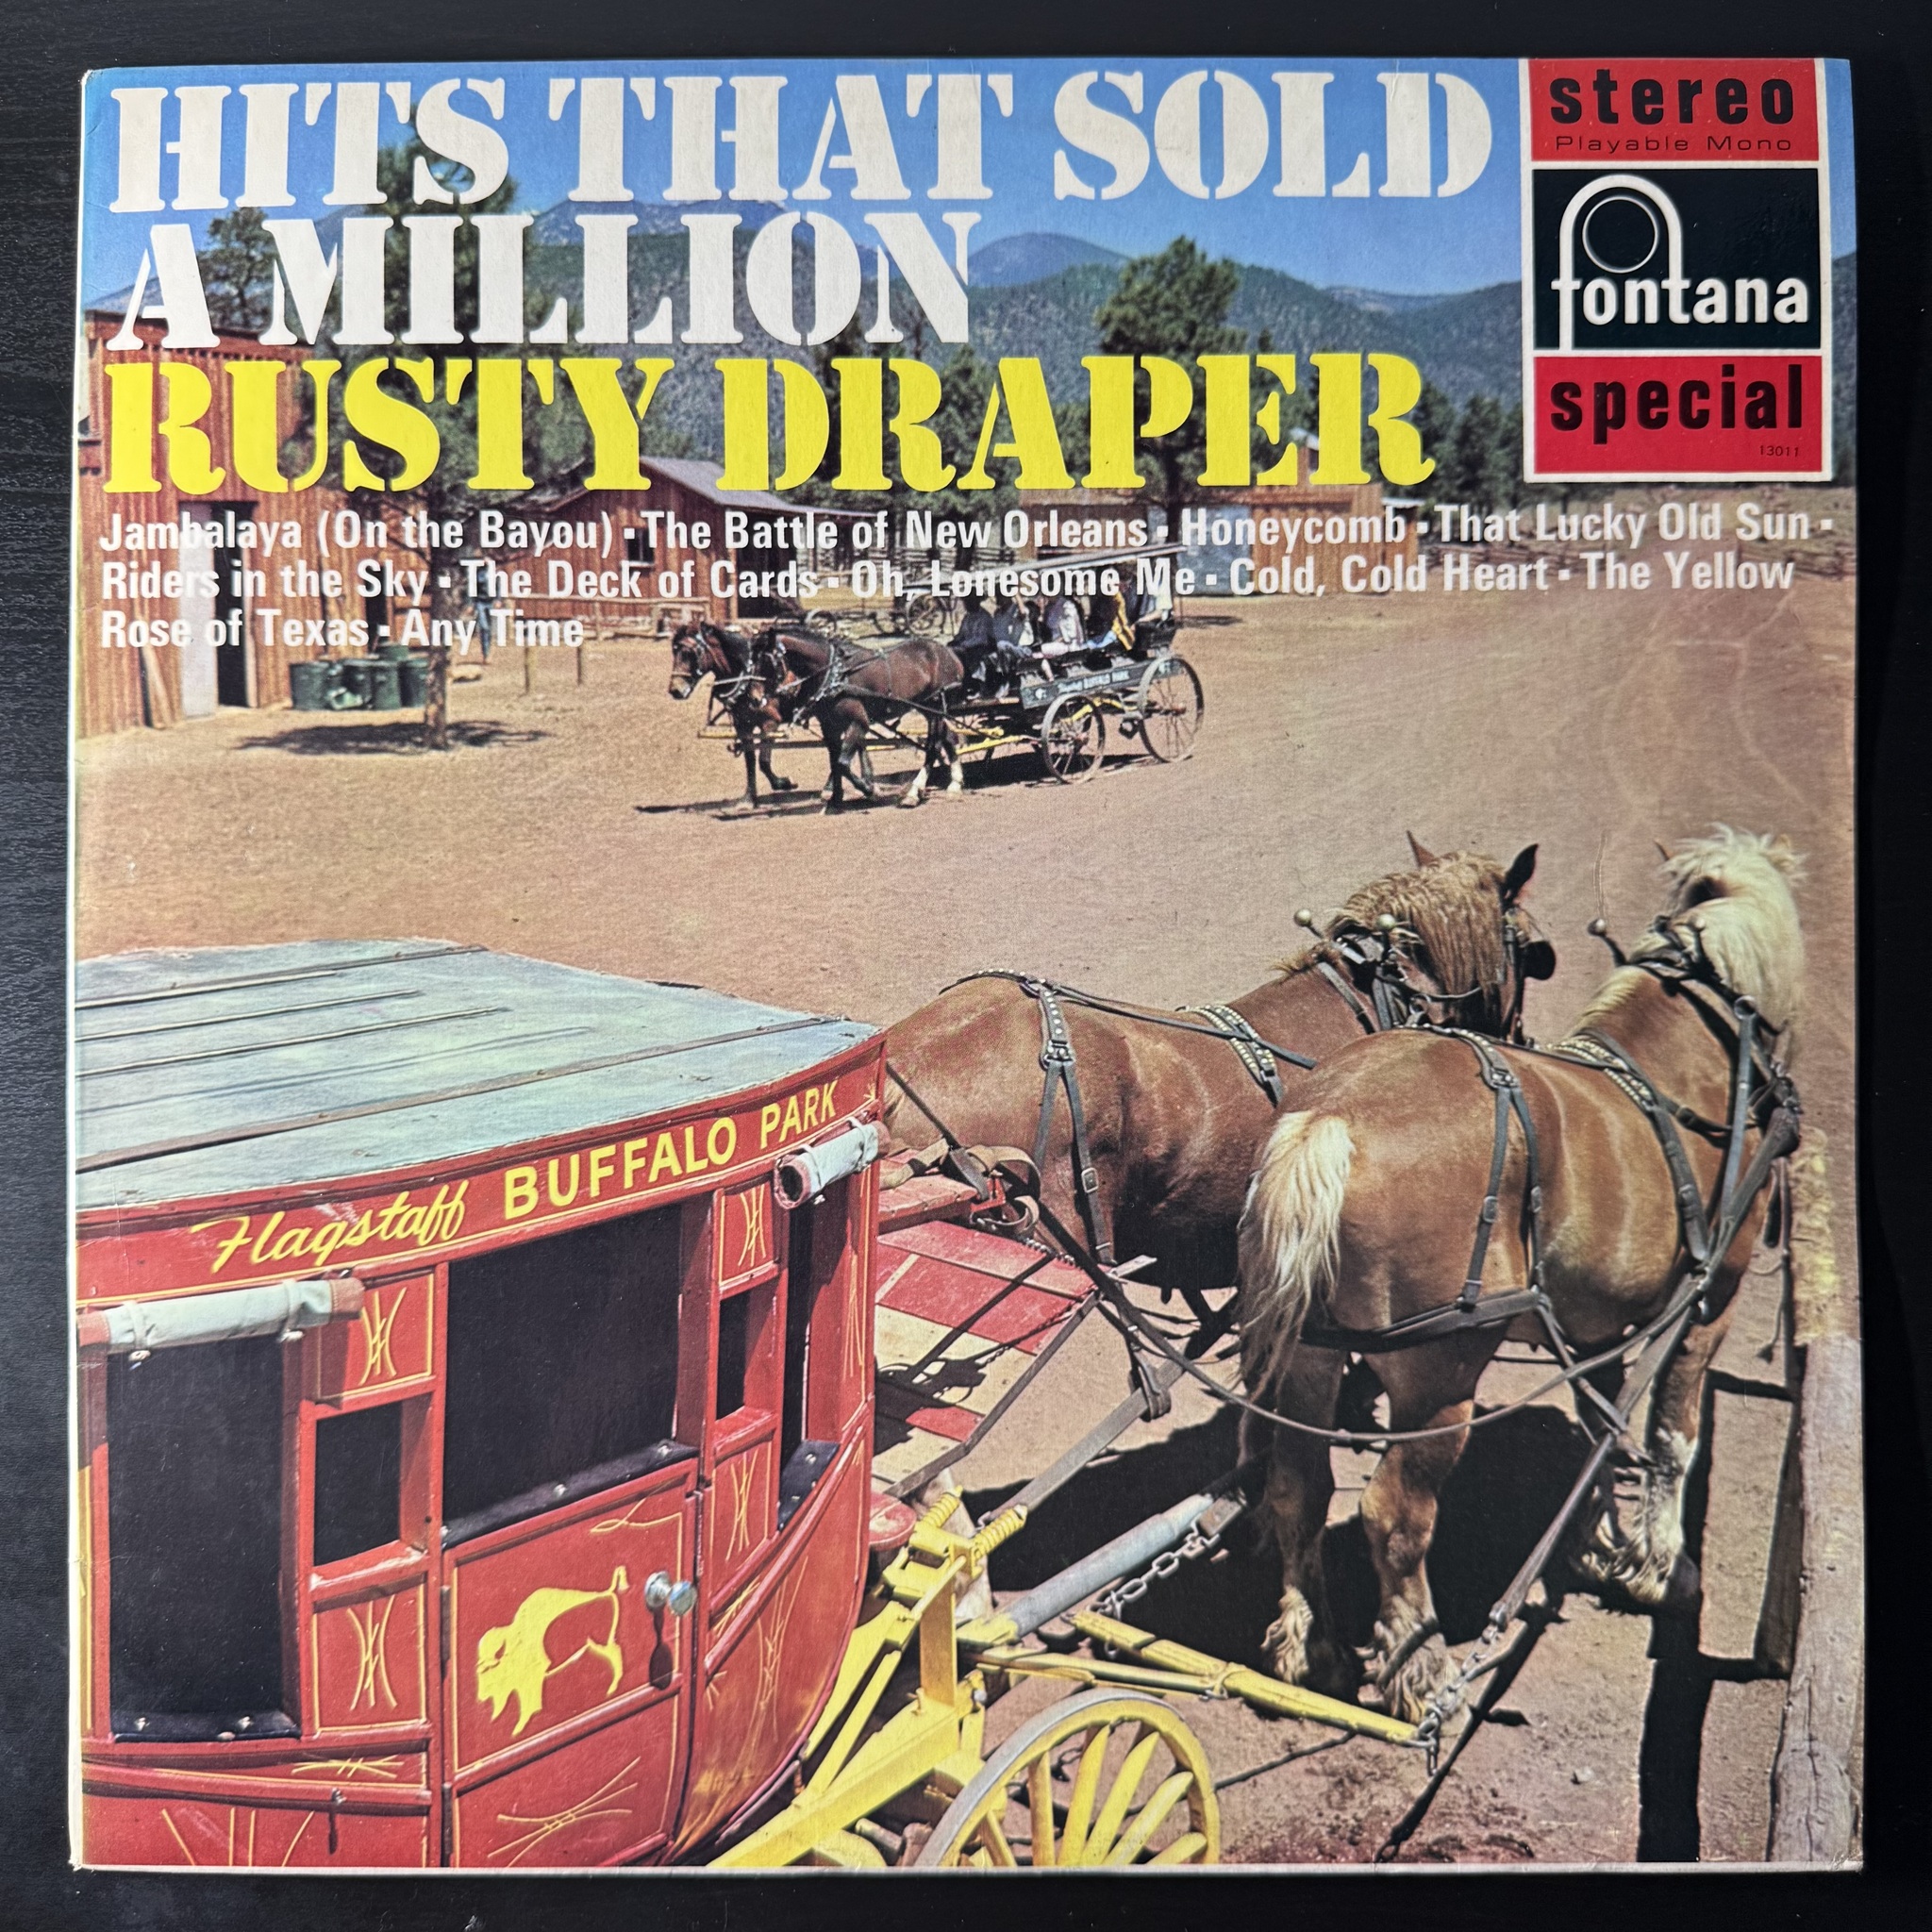 HITS THAT SOLD
A MILLION
RUSTY DRAPER
stereo
Playable Mono
fontana
special
13011
Jambalaya (On the Bayou) ▪ The Battle of New Orleans ▪ Honeycomb ▪ That Lucky Old Sun ▪
Riders in the Sky ▪ The Deck of Cards ▪ Oh, Lonesome Me ▪ Cold, Cold Heart ▪ The Yellow
Rose of Texas ▪ Any Time
BUFFALO PARK
Flagstaff BUFFALO PARK